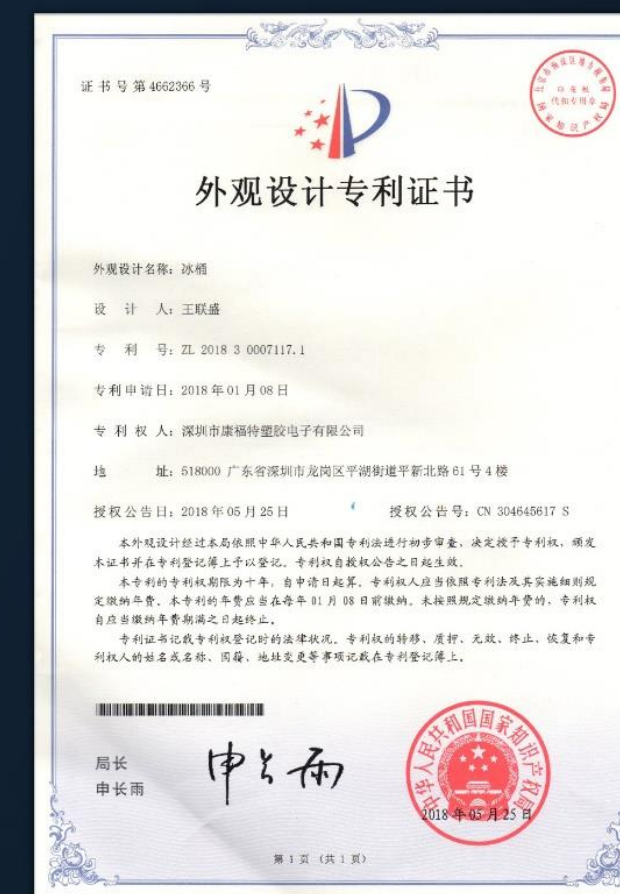 证书号第4662366号
印花税
代扣专用章
国家知识产权局
外观设计专利证书
外观设计名称：冰桶
设 计 人：王联盛
专 利 号：ZL 2018 3 0007117.1
专利申请日：2018年01月08日
专 利 权 人：深圳市康福特塑胶电子有限公司
地 址：518000 广东省深圳市龙岗区平湖街道平新北路61号4楼
授权公告日：2018年05月25日 授权公告号：CN 304645617 S
本外观设计经过本局依照中华人民共和国专利法进行初步审查，决定授予专利权，颁发
本证书并在专利登记簿上予以登记。专利权自授权公告之日起生效。
本专利的专利权期限为十年，自申请日起算。专利权人应当依照专利法及其实施细则规
定缴纳年费。本专利的年费应当在每年01月08日前缴纳。未按照规定缴纳年费的，专利权
自应当缴纳年费期满之日起终止。
专利证书记载专利权登记时的法律状况。专利权的转移、质押、无效、终止、恢复和专
利权人的姓名或名称、国籍、地址变更等事项记载在专利登记簿上。
局长
申长雨
申长雨
中华人民共和国国家知识产权局
2018年05月25日
第1页（共1页）